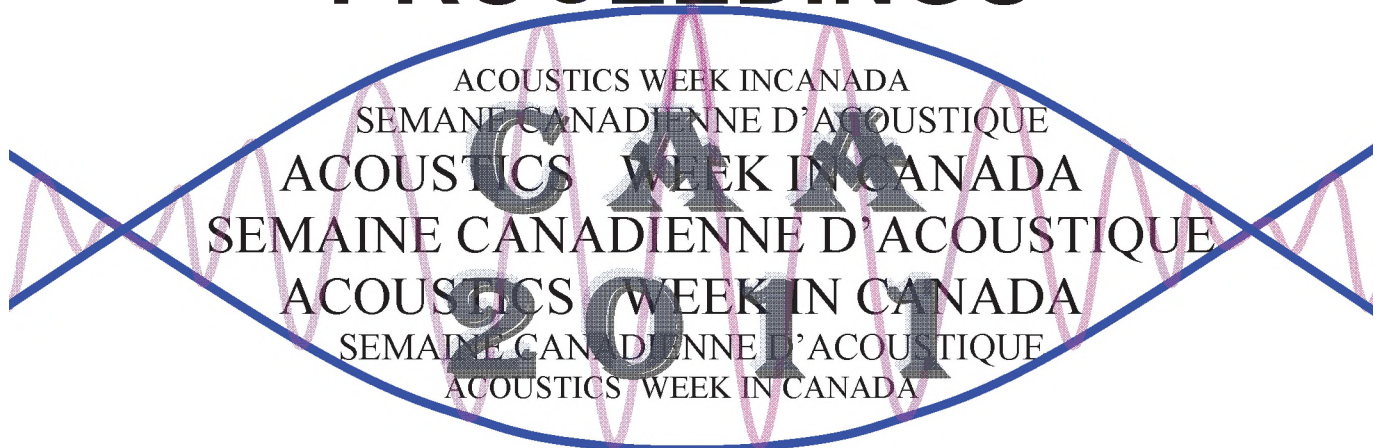 PROCEEDINGS
ACOUSTICS WEEK INCANADA
SEMANE CANADIENNE D'ACOUSTIQUE
CAA
ACOUSTICS WEEK IN CANADA
SEMAINE CANADIENNE D'ACOUSTIQUE
ACOUSTICS WEEK IN CANADA
2011
SEMAINE CANADIENNE D'ACOUSTIQUE
ACOUSTICS WEEK IN CANADA